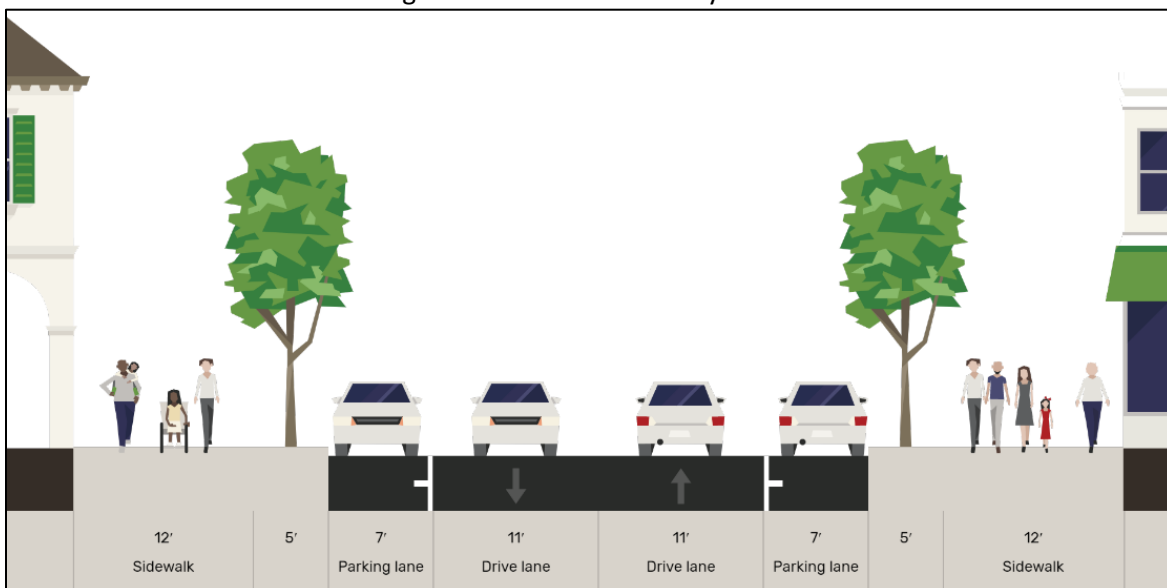 12′ 5′ 7′ 11′ 11′ 7′ 5′ 12′
Sidewalk Parking lane Drive lane Drive lane Parking lane Sidewalk